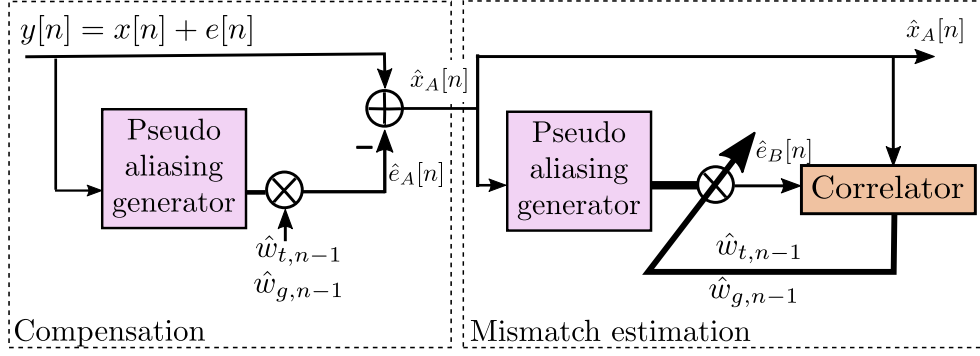 y[n] = x[n] + e[n]
Pseudo
aliasing
generator
−
ê_A[n]
ŵ_{t,n−1}
ŵ_{g,n−1}
Compensation
x̂_A[n]
x̂_A[n]
Pseudo
aliasing
generator
ê_B[n]
Correlator
ŵ_{t,n−1}
ŵ_{g,n−1}
Mismatch estimation